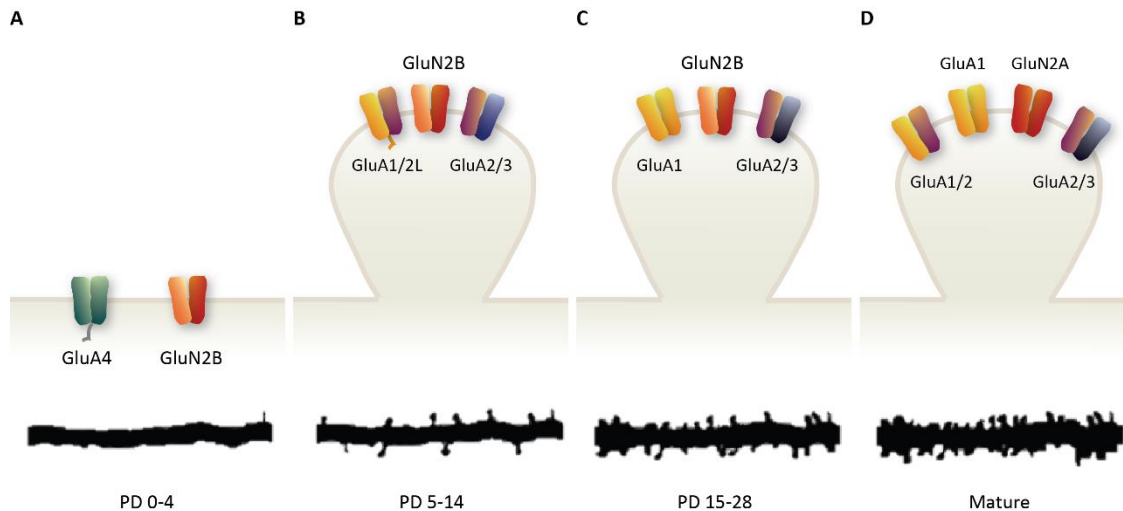 A
GluA4
GluN2B
PD 0-4
B
GluN2B
GluA1/2L
GluA2/3
PD 5-14
C
GluN2B
GluA1
GluA2/3
PD 15-28
D
GluA1
GluN2A
GluA1/2
GluA2/3
Mature